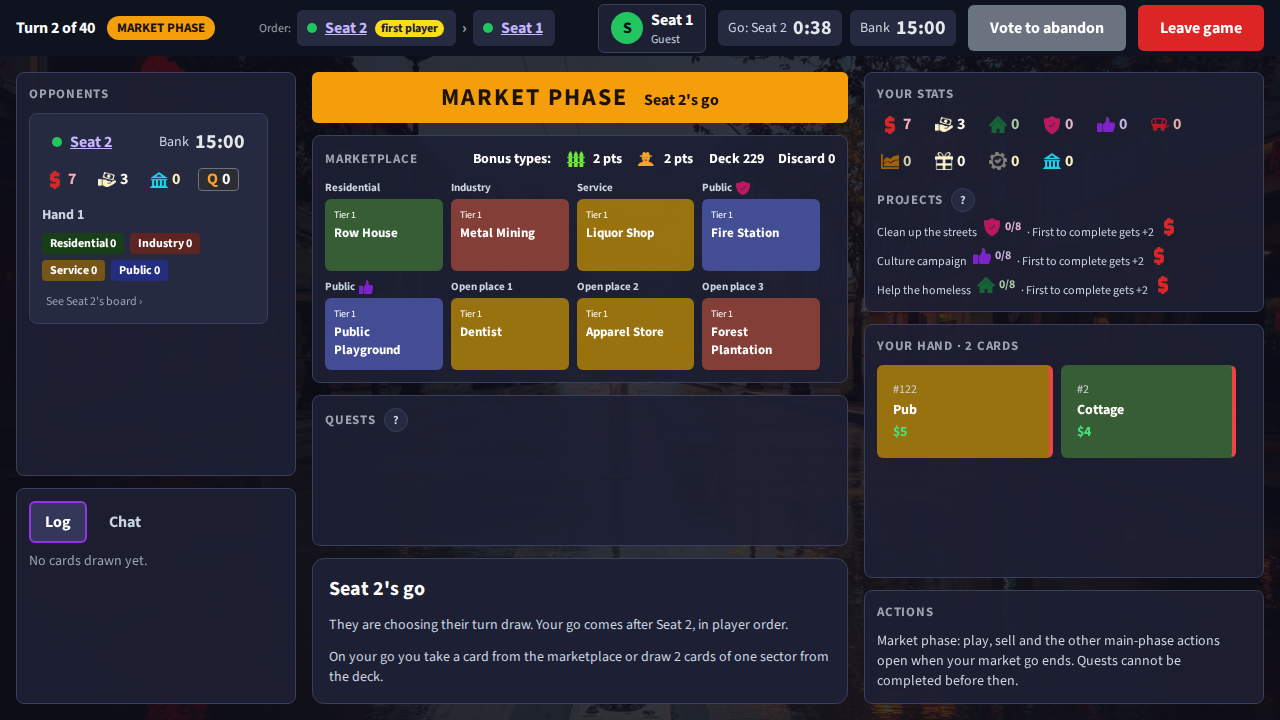 Turn 2 of 40 MARKET PHASE Order: Seat 2 first player › Seat 1 S Seat 1 Guest Go: Seat 2 0:38 Bank 15:00 Vote to abandon Leave game
OPPONENTS
Seat 2 Bank 15:00
7 3 0 Q 0
Hand 1
Residential 0 Industry 0
Service 0 Public 0
See Seat 2's board ›
Log Chat
No cards drawn yet.
MARKET PHASE Seat 2's go
MARKETPLACE Bonus types: 2 pts 2 pts Deck 229 Discard 0
Residential Industry Service Public
Tier 1 Tier 1 Tier 1 Tier 1
Row House Metal Mining Liquor Shop Fire Station
Public Open place 1 Open place 2 Open place 3
Tier 1 Tier 1 Tier 1 Tier 1
Public Playground Dentist Apparel Store Forest Plantation
QUESTS ?
Seat 2's go
They are choosing their turn draw. Your go comes after Seat 2, in player order.
On your go you take a card from the marketplace or draw 2 cards of one sector from
the deck.
YOUR STATS
7 3 0 0 0 0
0 0 0 0
PROJECTS ?
Clean up the streets 0/8 · First to complete gets +2
Culture campaign 0/8 · First to complete gets +2
Help the homeless 0/8 · First to complete gets +2
YOUR HAND · 2 CARDS
#122 #2
Pub Cottage
$5 $4
ACTIONS
Market phase: play, sell and the other main-phase actions
open when your market go ends. Quests cannot be
completed before then.